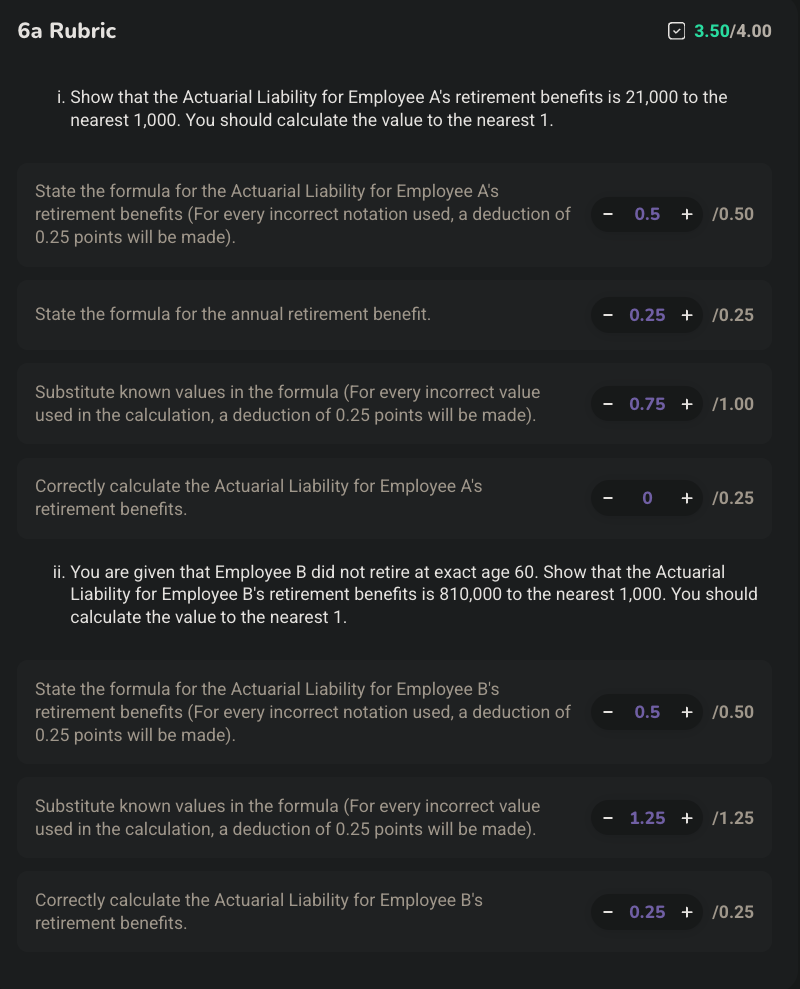 6a Rubric
3.50/4.00
i. Show that the Actuarial Liability for Employee A's retirement benefits is 21,000 to the
nearest 1,000. You should calculate the value to the nearest 1.
State the formula for the Actuarial Liability for Employee A's
retirement benefits (For every incorrect notation used, a deduction of
0.25 points will be made).
− 0.5 + /0.50
State the formula for the annual retirement benefit.
− 0.25 + /0.25
Substitute known values in the formula (For every incorrect value
used in the calculation, a deduction of 0.25 points will be made).
− 0.75 + /1.00
Correctly calculate the Actuarial Liability for Employee A's
retirement benefits.
− 0 + /0.25
ii. You are given that Employee B did not retire at exact age 60. Show that the Actuarial
Liability for Employee B's retirement benefits is 810,000 to the nearest 1,000. You should
calculate the value to the nearest 1.
State the formula for the Actuarial Liability for Employee B's
retirement benefits (For every incorrect notation used, a deduction of
0.25 points will be made).
− 0.5 + /0.50
Substitute known values in the formula (For every incorrect value
used in the calculation, a deduction of 0.25 points will be made).
− 1.25 + /1.25
Correctly calculate the Actuarial Liability for Employee B's
retirement benefits.
− 0.25 + /0.25